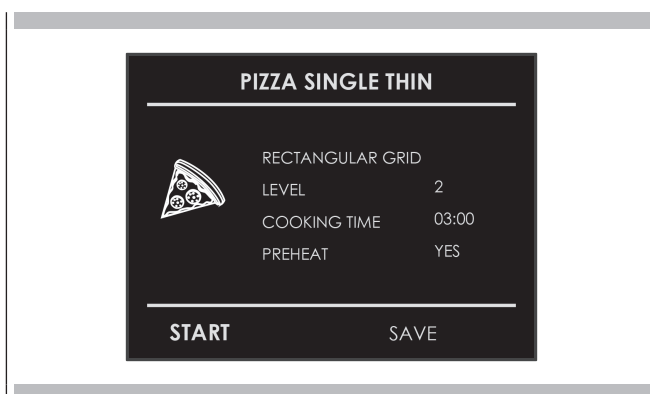 PIZZA SINGLE THIN
RECTANGULAR GRID
LEVEL 2
COOKING TIME 03:00
PREHEAT YES
START SAVE